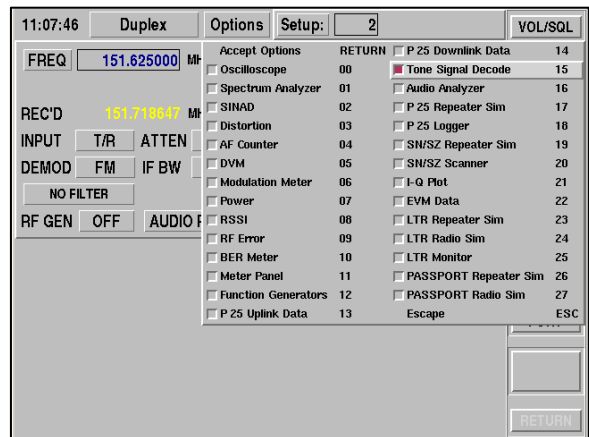 11:07:46 Duplex Options Setup: 2 VOL/SQL
FREQ 151.625000
REC'D 151.718647
INPUT T/R ATTEN
DEMOD FM IF BW
NO FILTER
RF GEN OFF AUDIO
Accept Options RETURN
Oscilloscope 00
Spectrum Analyzer 01
SINAD 02
Distortion 03
AF Counter 04
DVM 05
Modulation Meter 06
Power 07
RSSI 08
RF Error 09
BER Meter 10
Meter Panel 11
Function Generators 12
P 25 Uplink Data 13
P 25 Downlink Data 14
Tone Signal Decode 15
Audio Analyzer 16
P 25 Repeater Sim 17
P 25 Logger 18
SN/SZ Repeater Sim 19
SN/SZ Scanner 20
I-Q Plot 21
EVM Data 22
LTR Repeater Sim 23
LTR Radio Sim 24
LTR Monitor 25
PASSPORT Repeater Sim 26
PASSPORT Radio Sim 27
Escape ESC
RETURN